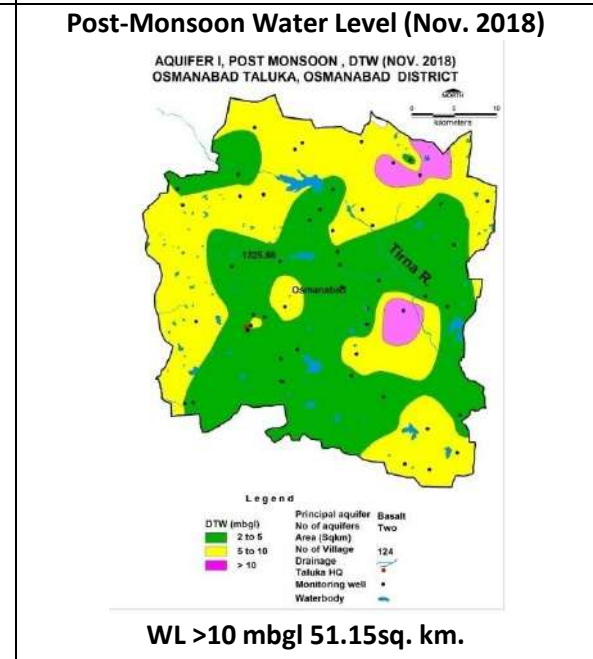 Post-Monsoon Water Level (Nov. 2018)
AQUIFER I, POST MONSOON , DTW (NOV. 2018)
OSMANABAD TALUKA, OSMANABAD DISTRICT
NORTH
0 5 10
kilometers
1325.66
Tirna R.
Osmanabad
Legend
DTW (mbgl)
2 to 5
5 to 10
> 10
Principal aquifer Basalt
No of aquifers Two
Area (Sqkm)
No of Village 124
Drainage
Taluka HQ
Monitoring well
Waterbody
WL >10 mbgl 51.15sq. km.